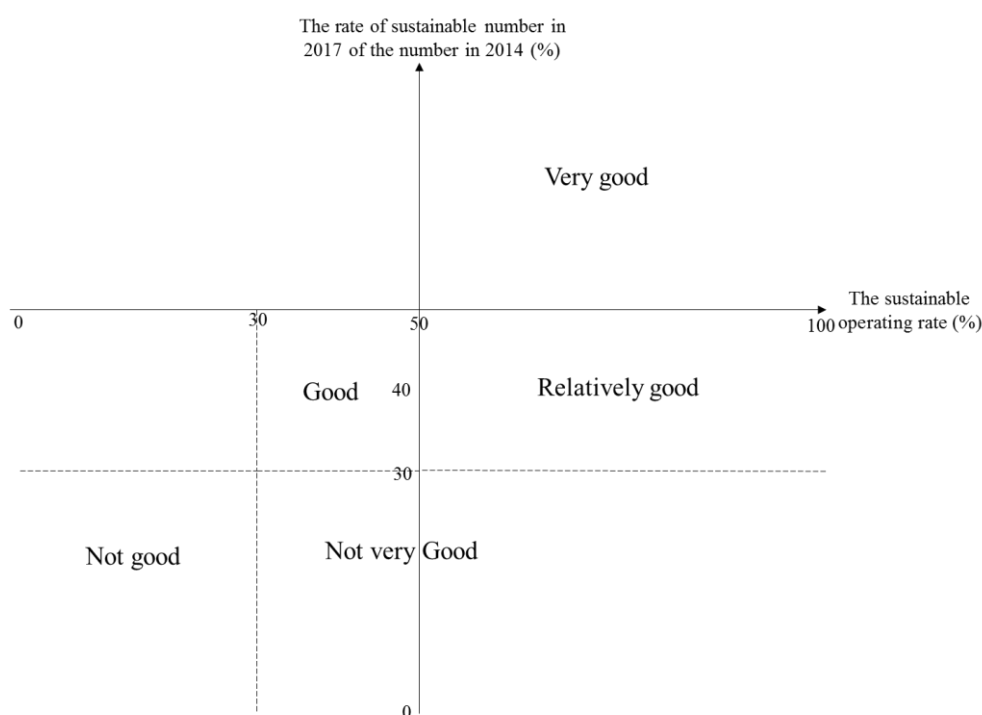 The rate of sustainable number in
2017 of the number in 2014 (%)
Very good
The sustainable
operating rate (%)
0
30
50
100
Good
40
Relatively good
30
Not good
Not very Good
0